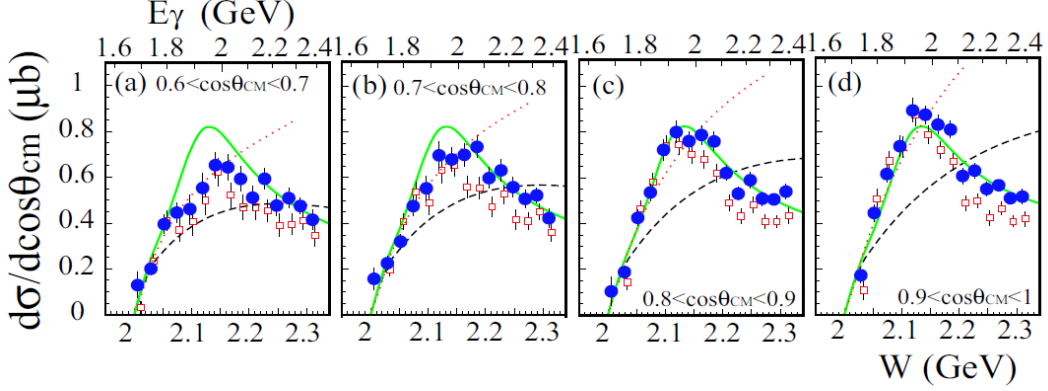 Eγ (GeV)
1.6 1.8 2 2.2 2.4 1.6 1.8 2 2.2 2.4 1.6 1.8 2 2.2 2.4 1.6 1.8 2 2.2 2.4
dσ/dcosθcm (μb)
1
0.8
0.6
0.4
0.2
0
(a) 0.6<cosθCM<0.7
(b) 0.7<cosθCM<0.8
(c)
0.8<cosθCM<0.9
(d)
0.9<cosθCM<1
2 2.1 2.2 2.3 2 2.1 2.2 2.3 2 2.1 2.2 2.3 2 2.1 2.2 2.3
W (GeV)